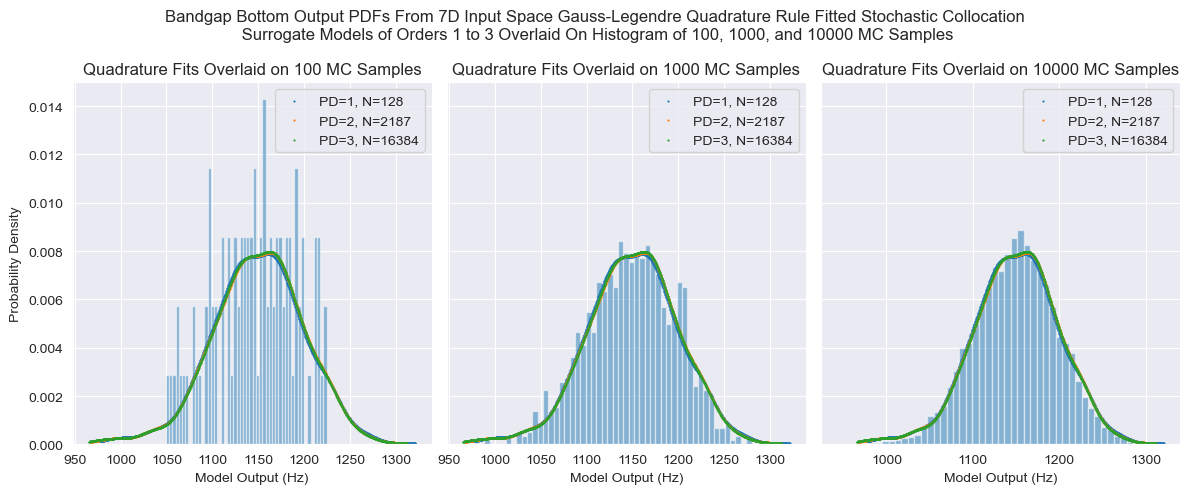 Bandgap Bottom Output PDFs From 7D Input Space Gauss-Legendre Quadrature Rule Fitted Stochastic Collocation
Surrogate Models of Orders 1 to 3 Overlaid On Histogram of 100, 1000, and 10000 MC Samples
Quadrature Fits Overlaid on 100 MC Samples
Quadrature Fits Overlaid on 1000 MC Samples
Quadrature Fits Overlaid on 10000 MC Samples
Probability Density
0.014
0.012
0.010
0.008
0.006
0.004
0.002
0.000
PD=1, N=128
PD=2, N=2187
PD=3, N=16384
950 1000 1050 1100 1150 1200 1250 1300
Model Output (Hz)
PD=1, N=128
PD=2, N=2187
PD=3, N=16384
950 1000 1050 1100 1150 1200 1250 1300
Model Output (Hz)
PD=1, N=128
PD=2, N=2187
PD=3, N=16384
1000 1100 1200 1300
Model Output (Hz)